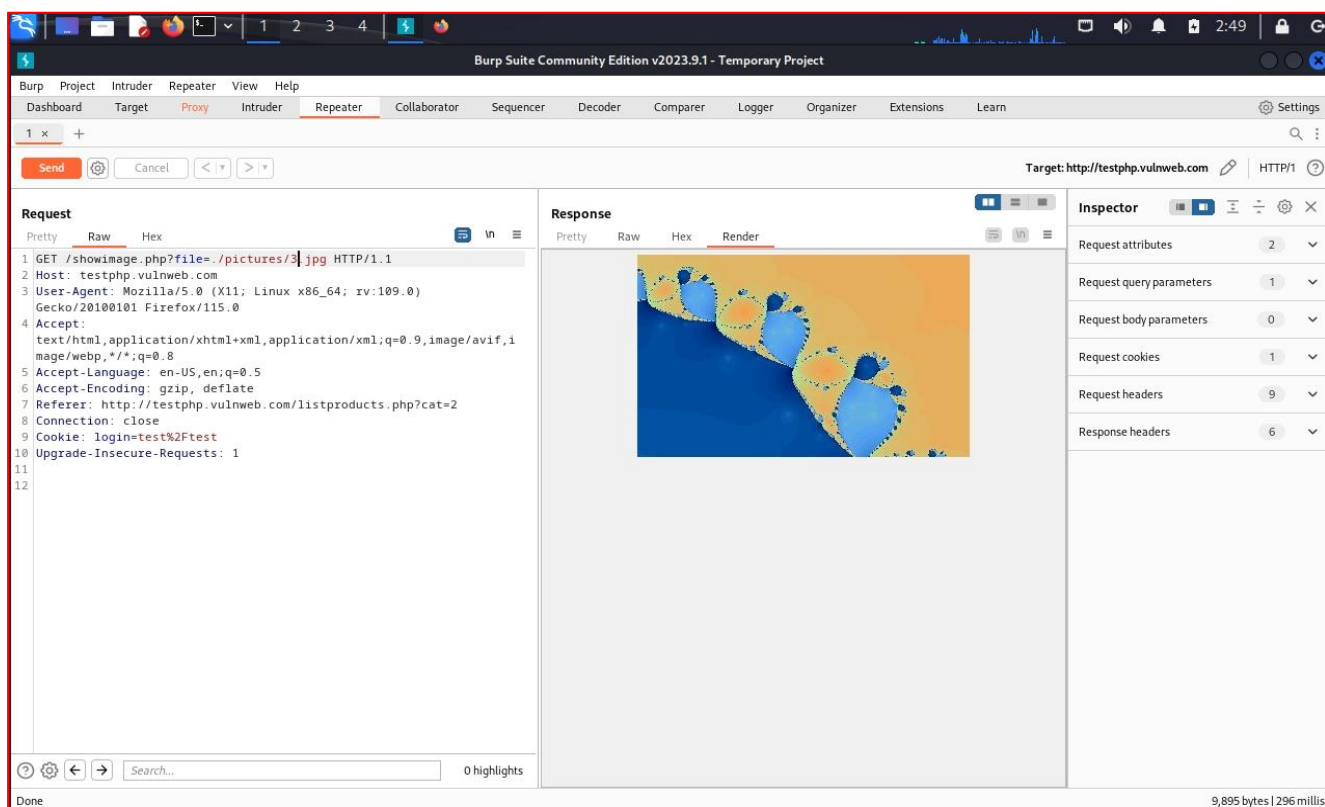 1 2 3 4
2:49
Burp Suite Community Edition v2023.9.1 - Temporary Project
Burp Project Intruder Repeater View Help
Dashboard Target Proxy Intruder Repeater Collaborator Sequencer Decoder Comparer Logger Organizer Extensions Learn Settings
1 × +
Send Cancel < >
Target: http://testphp.vulnweb.com HTTP/1
Request
Pretty Raw Hex \n
1 GET /showimage.php?file=./pictures/3.jpg HTTP/1.1
2 Host: testphp.vulnweb.com
3 User-Agent: Mozilla/5.0 (X11; Linux x86_64; rv:109.0)
Gecko/20100101 Firefox/115.0
4 Accept:
text/html,application/xhtml+xml,application/xml;q=0.9,image/avif,i
mage/webp,*/*;q=0.8
5 Accept-Language: en-US,en;q=0.5
6 Accept-Encoding: gzip, deflate
7 Referer: http://testphp.vulnweb.com/listproducts.php?cat=2
8 Connection: close
9 Cookie: login=test%2Ftest
10 Upgrade-Insecure-Requests: 1
11
12
Search...
0 highlights
Response
Pretty Raw Hex Render \n
Inspector
Request attributes 2
Request query parameters 1
Request body parameters 0
Request cookies 1
Request headers 9
Response headers 6
Done
9,895 bytes | 296 millis